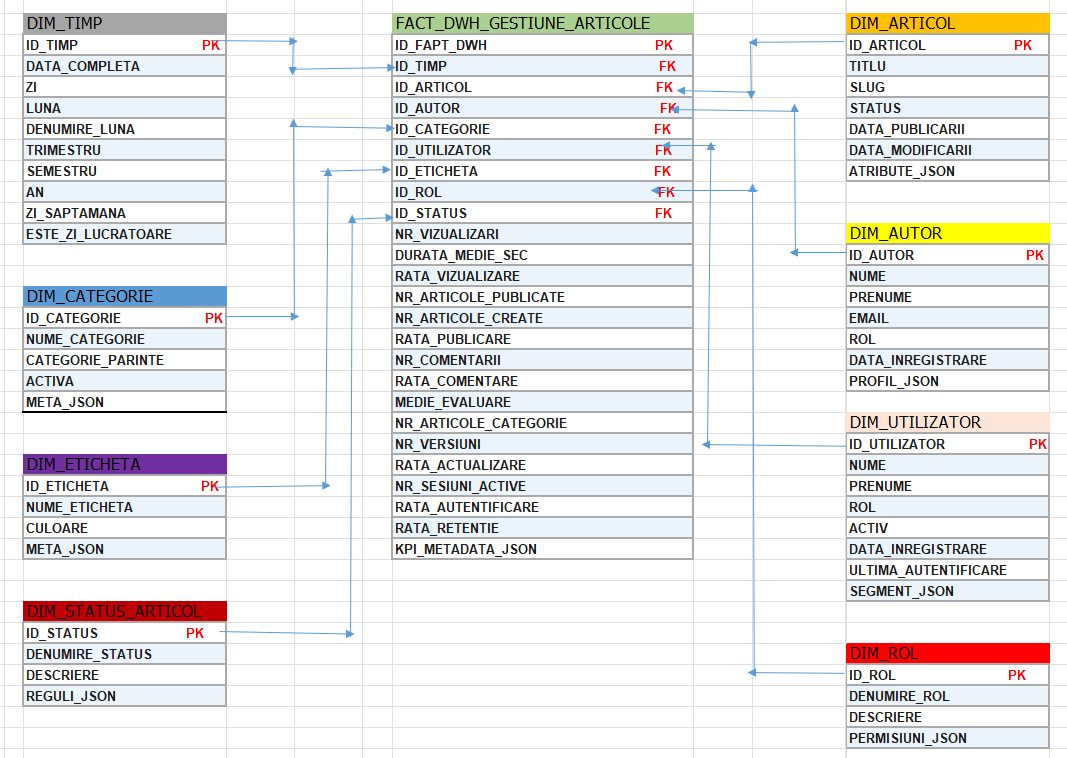 DIM_TIMP
ID_TIMP PK
DATA_COMPLETA
ZI
LUNA
DENUMIRE_LUNA
TRIMESTRU
SEMESTRU
AN
ZI_SAPTAMANA
ESTE_ZI_LUCRATOARE
DIM_CATEGORIE
ID_CATEGORIE PK
NUME_CATEGORIE
CATEGORIE_PARINTE
ACTIVA
META_JSON
DIM_ETICHETA
ID_ETICHETA PK
NUME_ETICHETA
CULOARE
META_JSON
DIM_STATUS_ARTICOL
ID_STATUS PK
DENUMIRE_STATUS
DESCRIERE
REGULI_JSON
FACT_DWH_GESTIUNE_ARTICOLE
ID_FAPT_DWH PK
ID_TIMP FK
ID_ARTICOL FK
ID_AUTOR FK
ID_CATEGORIE FK
ID_UTILIZATOR FK
ID_ETICHETA FK
ID_ROL FK
ID_STATUS FK
NR_VIZUALIZARI
DURATA_MEDIE_SEC
RATA_VIZUALIZARE
NR_ARTICOLE_PUBLICATE
NR_ARTICOLE_CREATE
RATA_PUBLICARE
NR_COMENTARII
RATA_COMENTARE
MEDIE_EVALUARE
NR_ARTICOLE_CATEGORIE
NR_VERSIUNI
RATA_ACTUALIZARE
NR_SESIUNI_ACTIVE
RATA_AUTENTIFICARE
RATA_RETENTIE
KPI_METADATA_JSON
DIM_ARTICOL
ID_ARTICOL PK
TITLU
SLUG
STATUS
DATA_PUBLICARII
DATA_MODIFICARII
ATRIBUTE_JSON
DIM_AUTOR
ID_AUTOR PK
NUME
PRENUME
EMAIL
ROL
DATA_INREGISTRARE
PROFIL_JSON
DIM_UTILIZATOR
ID_UTILIZATOR PK
NUME
PRENUME
ROL
ACTIV
DATA_INREGISTRARE
ULTIMA_AUTENTIFICARE
SEGMENT_JSON
DIM_ROL
ID_ROL PK
DENUMIRE_ROL
DESCRIERE
PERMISIUNI_JSON